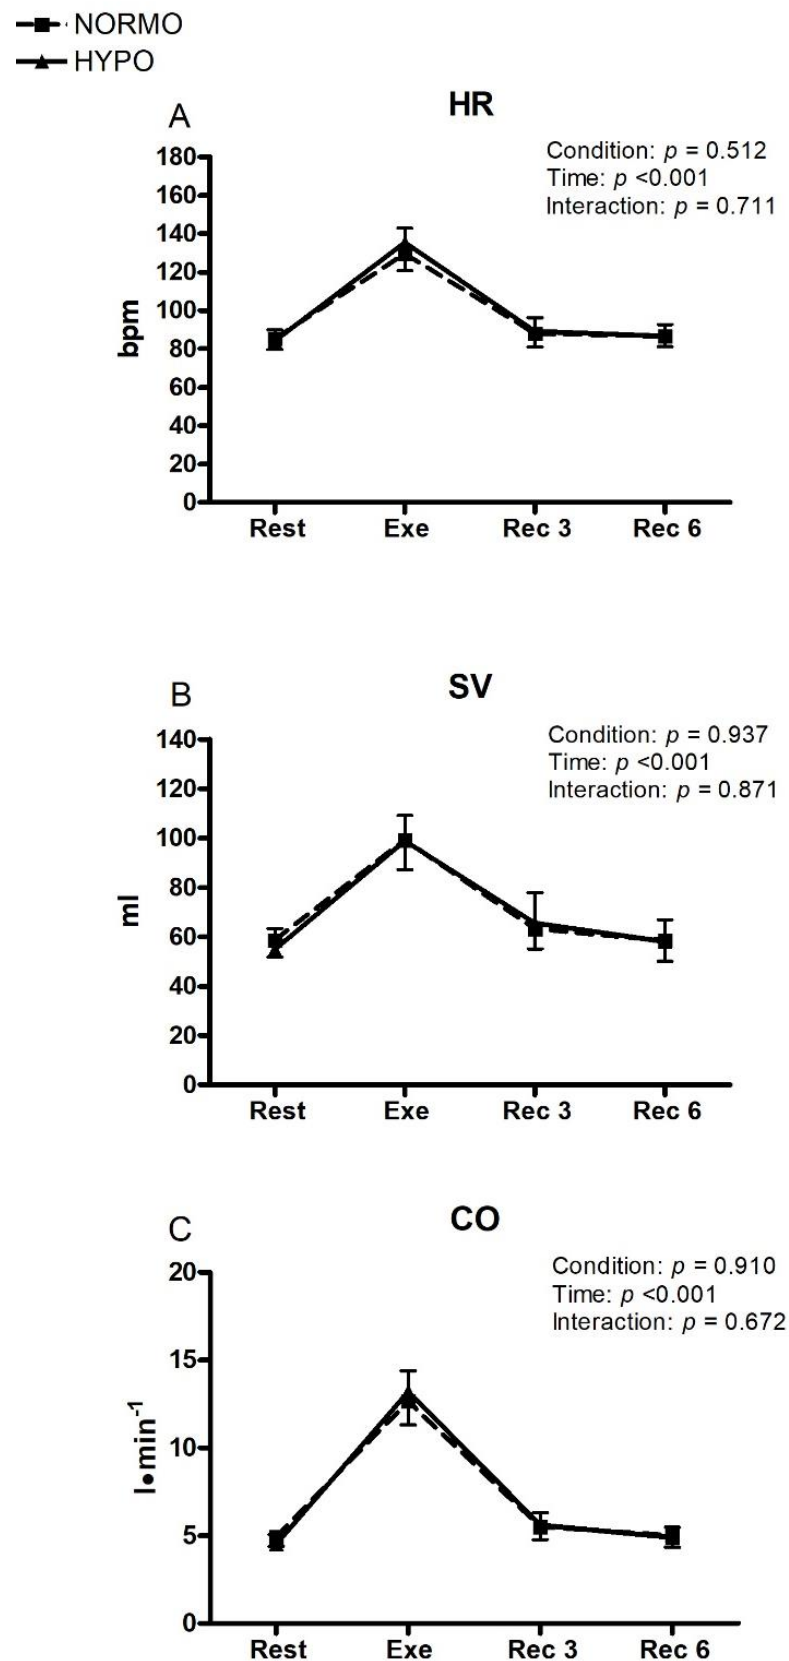 NORMO
HYPO
A
HR
Condition: p = 0.512
Time: p <0.001
Interaction: p = 0.711
180
160
140
120
100
80
60
40
20
0
bpm
Rest Exe Rec 3 Rec 6
B
SV
Condition: p = 0.937
Time: p <0.001
Interaction: p = 0.871
140
120
100
80
60
40
20
0
ml
Rest Exe Rec 3 Rec 6
C
CO
Condition: p = 0.910
Time: p <0.001
Interaction: p = 0.672
20
15
10
5
0
l●min⁻¹
Rest Exe Rec 3 Rec 6